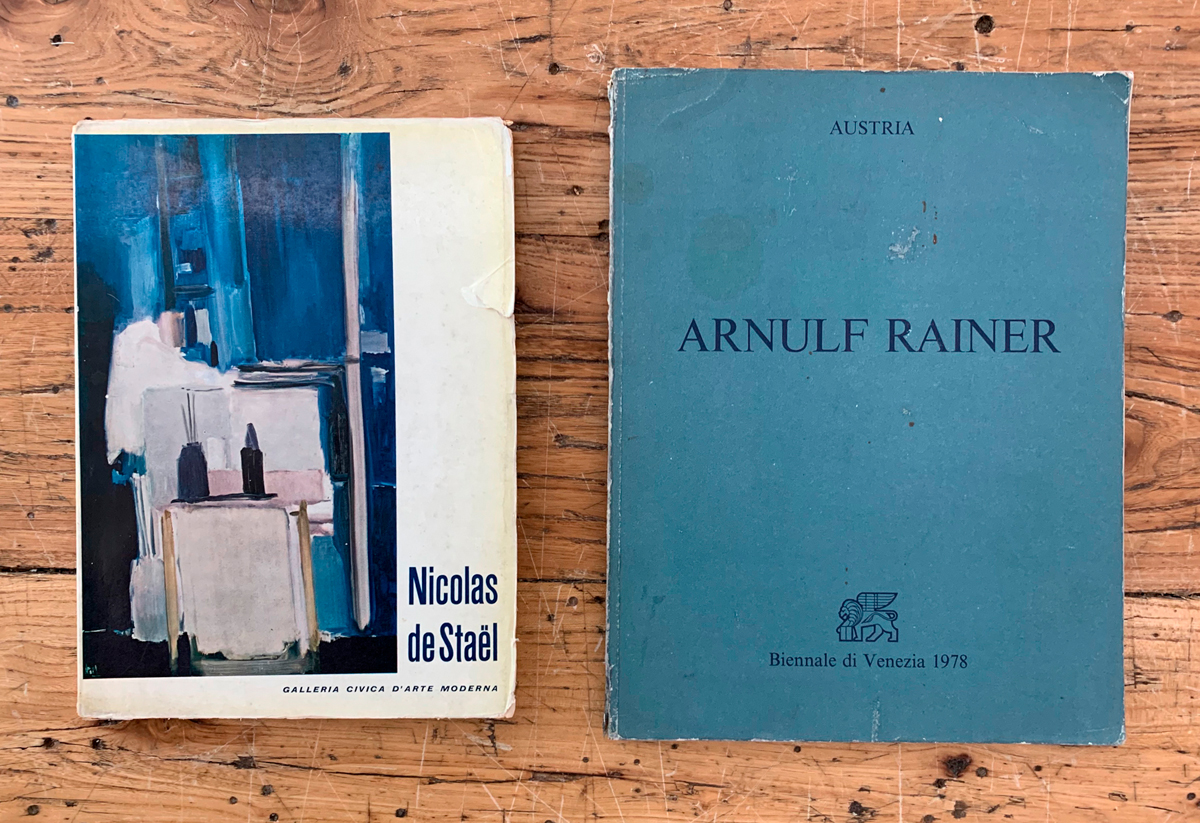 Nicolas
de Staël
GALLERIA CIVICA D'ARTE MODERNA
AUSTRIA
ARNULF RAINER
Biennale di Venezia 1978